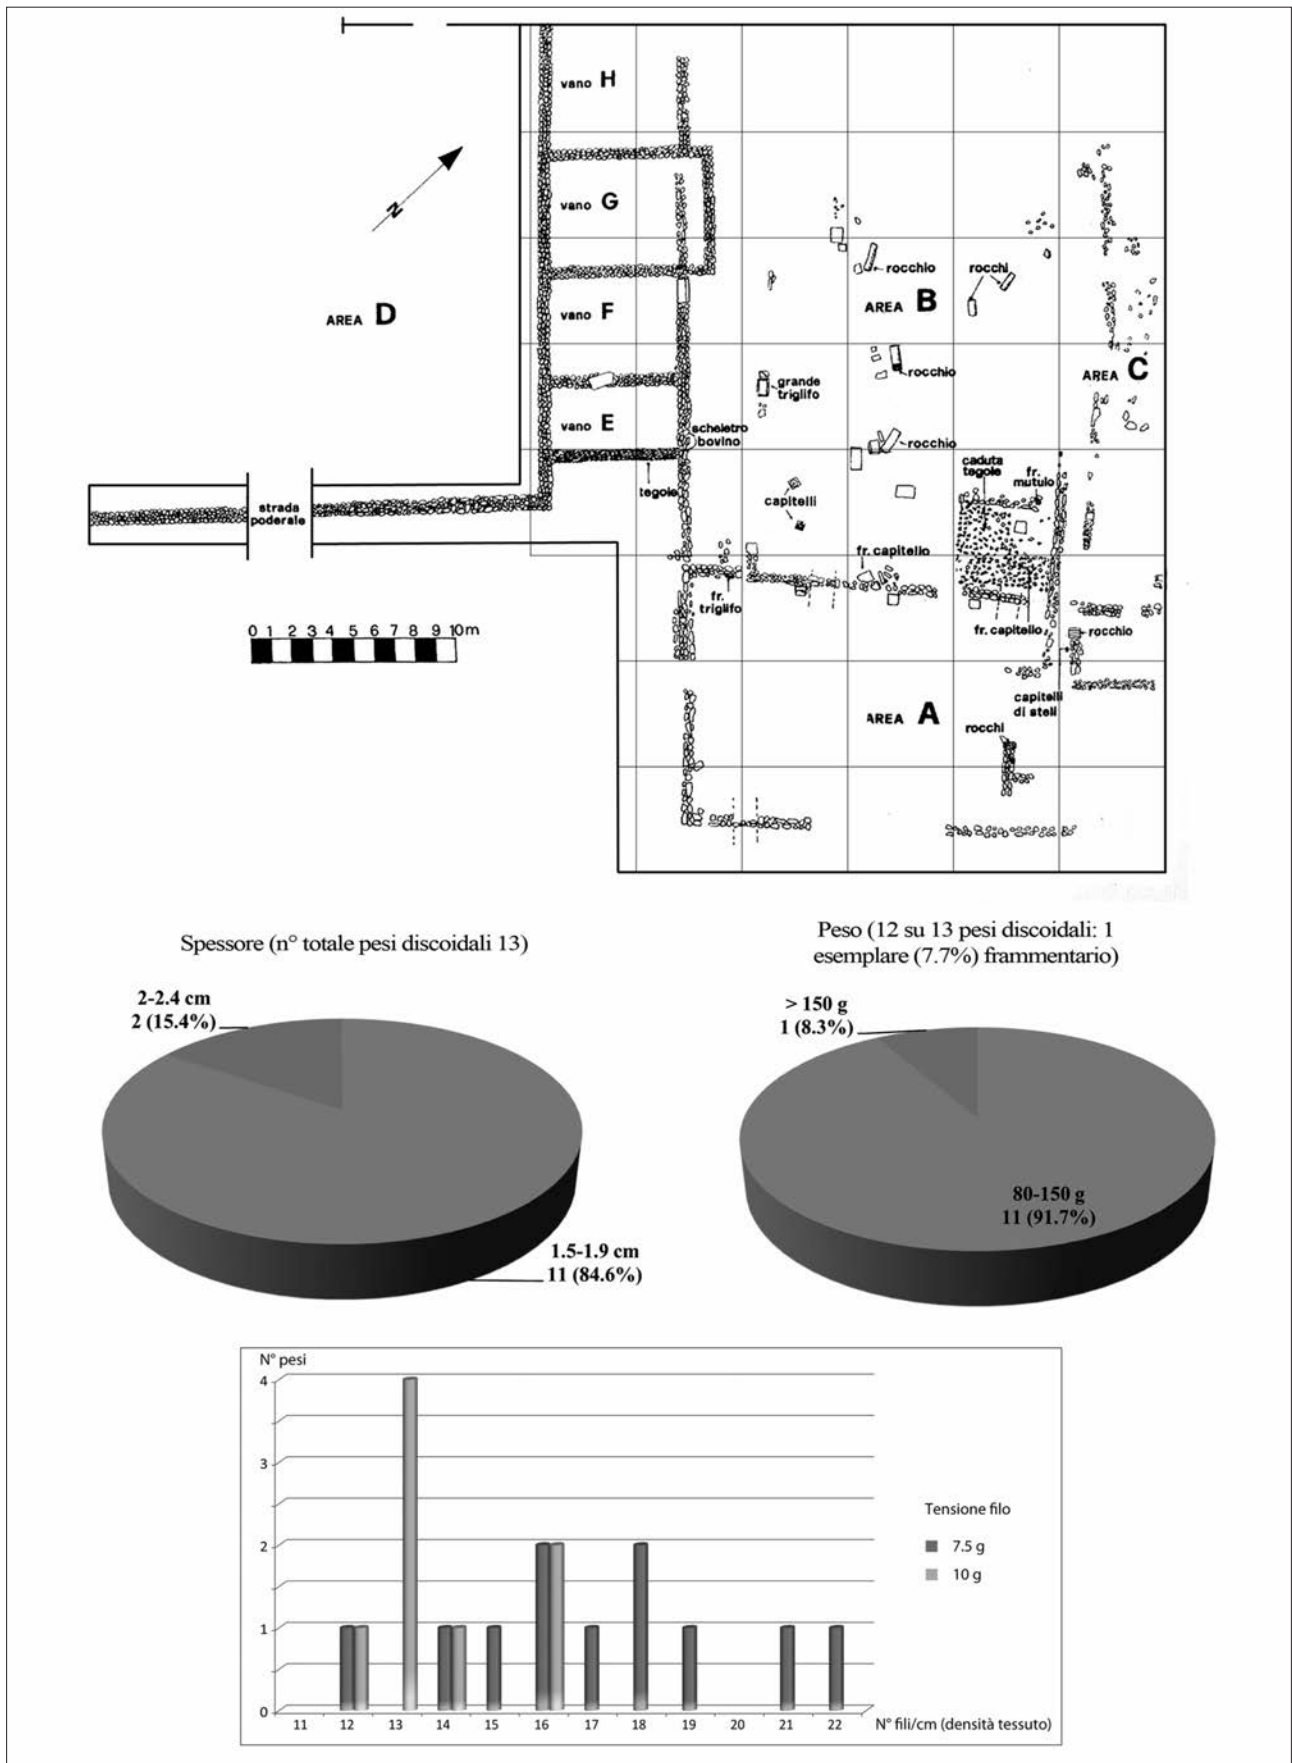 vano H
N
vano G
AREA D
vano F
vano E
rocchio
rocchi
AREA B
AREA C
grande
triglifo
rocchio
scheletro
bovino
rocchio
tegole
capitelli
caduta
tegole
fr.
mutulo
strada
poderale
fr. capitello
fr.
triglifo
fr. capitello
rocchio
capitelli
di steli
AREA A
rocchi
0 1 2 3 4 5 6 7 8 9 10m
Spessore (n° totale pesi discoidali 13)
2-2.4 cm
2 (15.4%)
1.5-1.9 cm
11 (84.6%)
Peso (12 su 13 pesi discoidali: 1
esemplare (7.7%) frammentario)
> 150 g
1 (8.3%)
80-150 g
11 (91.7%)
N° pesi
4
3
2
1
0
11 12 13 14 15 16 17 18 19 20 21 22
N° fili/cm (densità tessuto)
Tensione filo
7.5 g
10 g